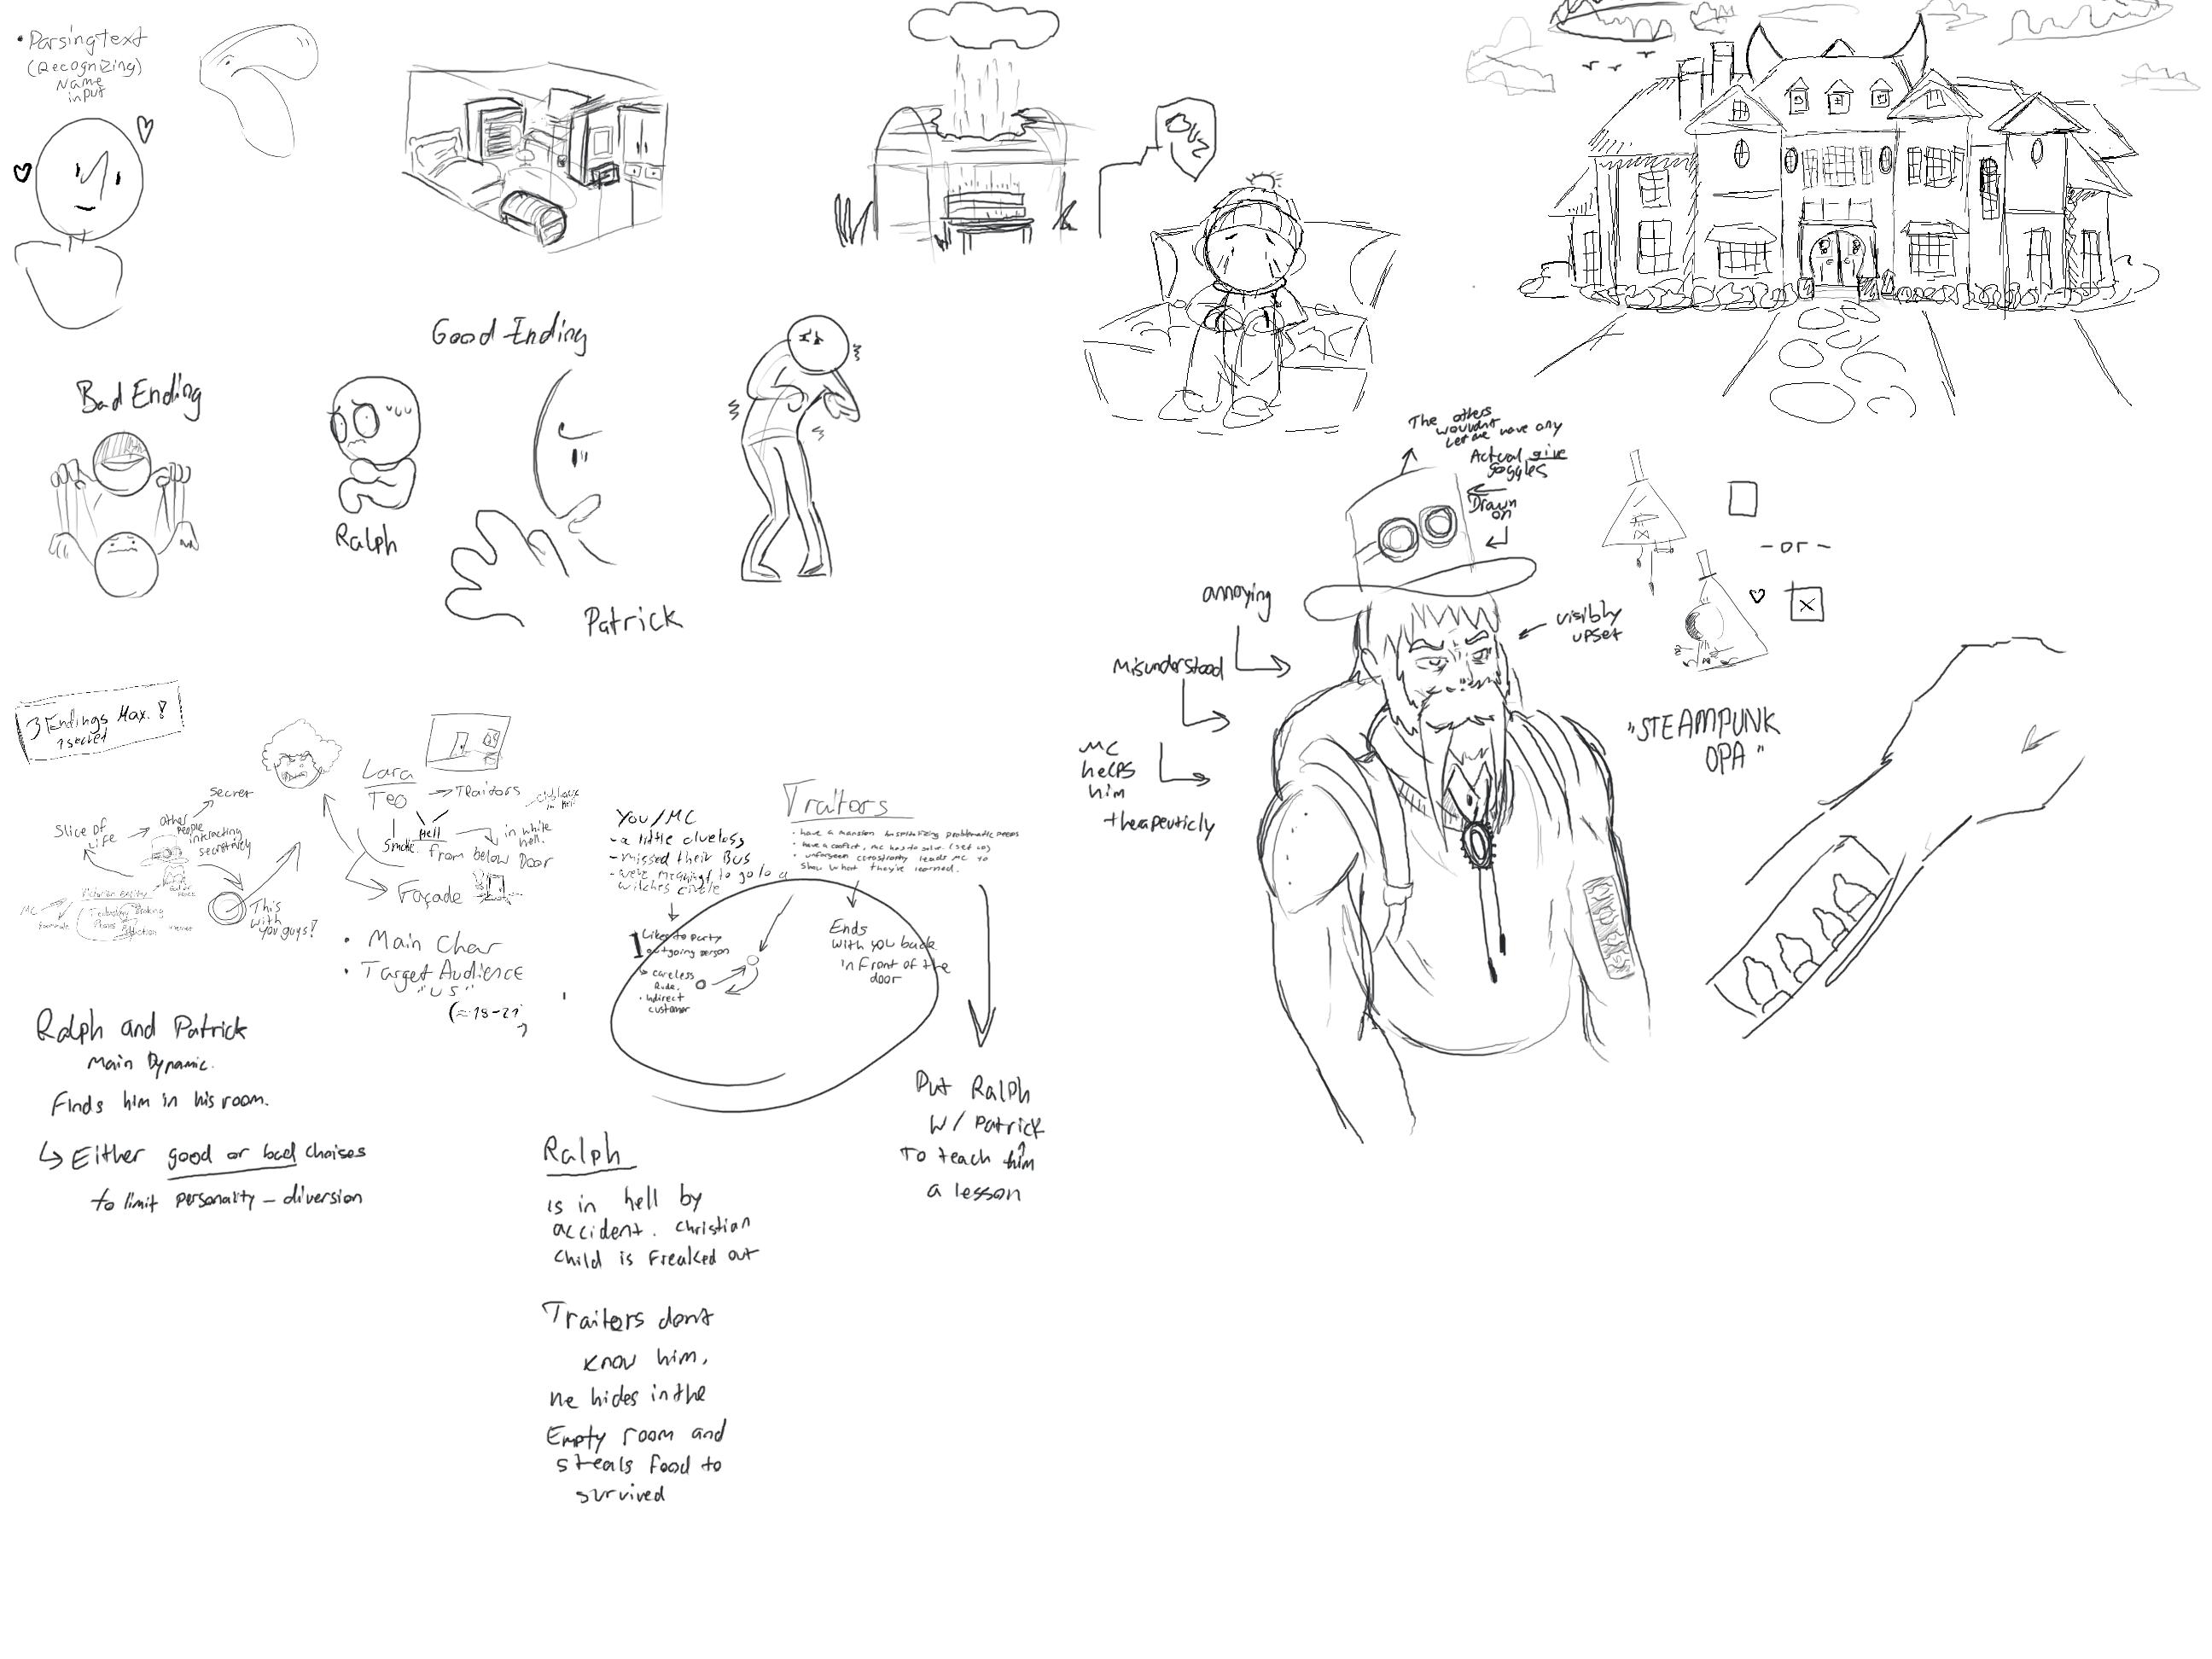 • Parsing text
(Recognizing)
Name
input
BUS
Good Ending
Bad Ending
Ralph
Patrick
The others
wouldn't
let me have any
Actual give
goggles
Drawn
on
- or -
annoying
visibly
upset
Misunderstood
MC
helps
him
therapeuticly
"STEAMPUNK
OPA"
3 Endings Max. !
1 secret
Secret
Slice of
Life
other
people
interacting
secretively
Lara
Teo
→ Traitors
Smoke
Hell
from below
in white
hell.
Door
Façade
MC
This
with
you guys!
• Main Char
• Target Audience
"US"
(≈18-21
?
You/MC
- a little clueless
- missed their Bus
- were meaning to go to a
witches circle
Traitors
• have a mansion hospitalizing problematic peeps
• have a conflict, MC has to solve. (set up)
• unforseen catastrophy leads MC to
show what they've learned.
1
Likes to party
outgoing person
careless
Rude.
• indirect
customer
Ends
with you back
in front of the
door
Put Ralph
w/ Patrick
To teach him
?
a lesson
Ralph and Patrick
Main Dynamic.
Finds him in his room.
↳ Either good or bad choises
to limit personality - diversion
Ralph
is in hell by
accident. Christian
Child is Freaked out
Traitors dont
know him,
he hides in the
Empty room and
steals food to
survived